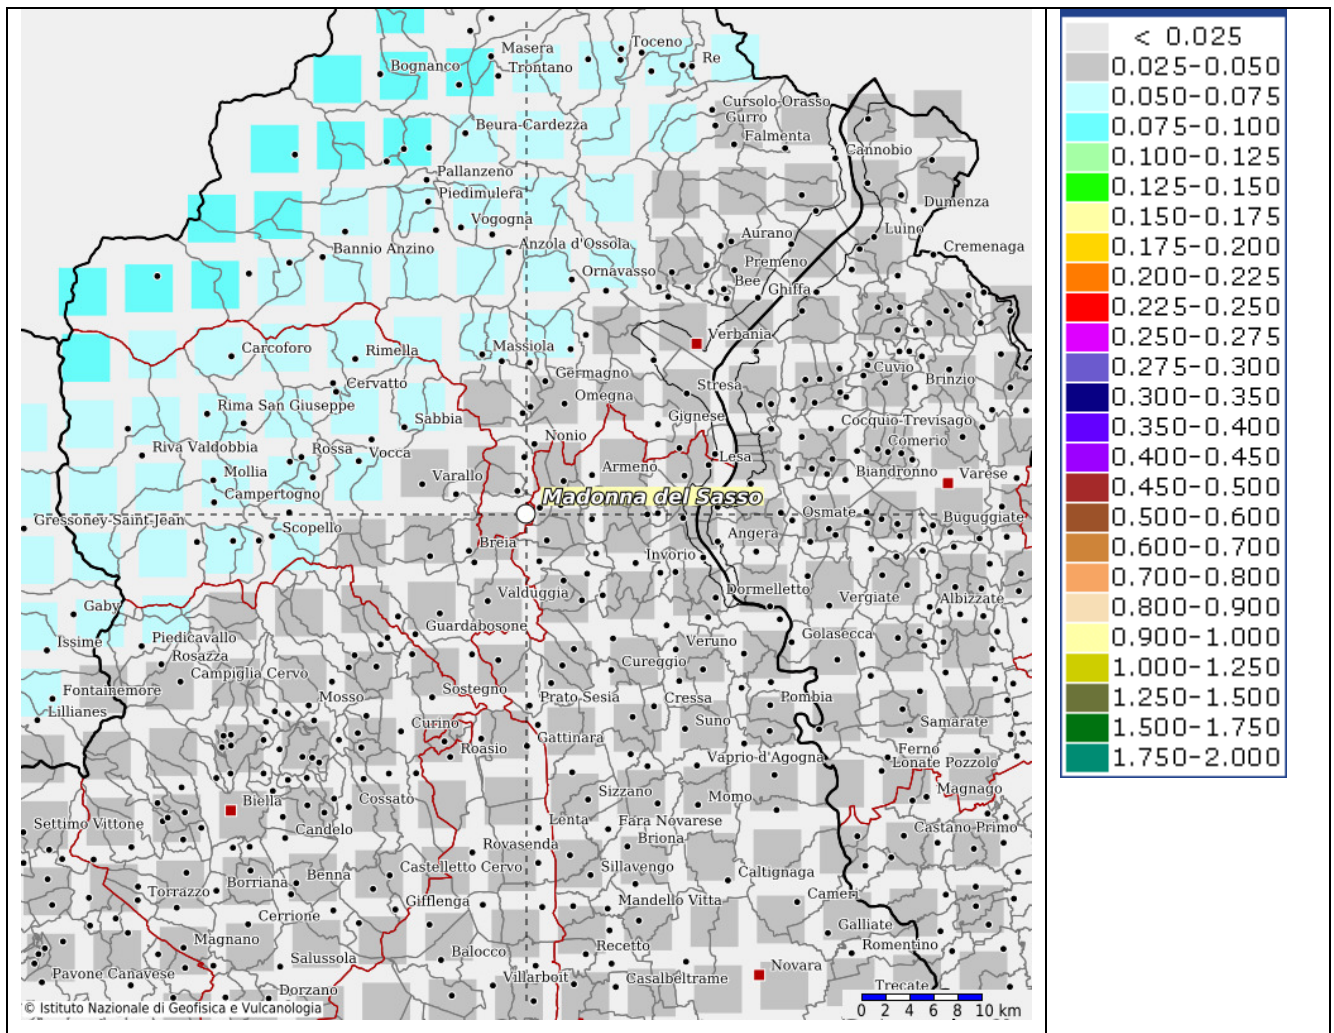 Masera
Toceno
Bognanco
Trontano
Re
Cursolo-Orasso
Gurro
Beura-Cardezza
Falmenta
Cannobio
Pallanzeno
Piedimulera
Dumenza
Vogogna
Aurano
Luino
Bannio Anzino
Anzola d'Ossola
Cremenaga
Ornavasso
Premeno
Bee
Ghiffa
Verbania
Carcoforo
Rimella
Massiola
Cuvio
Germagno
Brinzio
Cervatto
Stresa
Omegna
Rima San Giuseppe
Sabbia
Gignese
Cocquio-Trevisago
Nonio
Comerio
Riva Valdobbia
Rossa
Vocca
Lesa
Mollia
Varallo
Armeno
Biandronno
Varese
Campertogno
Madonna del Sasso
Gressoney-Saint-Jean
Scopello
Osmate
Buguggiate
Breia
Angera
Invorio
Valduggia
Dormelletto
Vergiate
Albizzate
Gaby
Guardabosone
Issime
Piedicavallo
Veruno
Golasecca
Rosazza
Cureggio
Campiglia Cervo
Fontainemore
Mosso
Sostegno
Prato Sesia
Cressa
Pombia
Lillianes
Curino
Suno
Samarate
Roasio
Gattinara
Ferno
Vaprio d'Agogna
Lonate Pozzolo
Biella
Cossato
Sizzano
Momo
Magnago
Settimo Vittone
Candelo
Lenta
Fara Novarese
Castano Primo
Briona
Rovasenda
Castelletto Cervo
Sillavengo
Caltignaga
Torrazzo
Borriana
Benna
Cameri
Gifflenga
Mandello Vitta
Cerrione
Galliate
Magnano
Recetto
Romentino
Salussola
Balocco
Novara
Pavone Canavese
Villarboit
Casalbeltrame
Trecate
Dorzano
© Istituto Nazionale di Geofisica e Vulcanologia
0 2 4 6 8 10 km
< 0.025
0.025-0.050
0.050-0.075
0.075-0.100
0.100-0.125
0.125-0.150
0.150-0.175
0.175-0.200
0.200-0.225
0.225-0.250
0.250-0.275
0.275-0.300
0.300-0.350
0.350-0.400
0.400-0.450
0.450-0.500
0.500-0.600
0.600-0.700
0.700-0.800
0.800-0.900
0.900-1.000
1.000-1.250
1.250-1.500
1.500-1.750
1.750-2.000